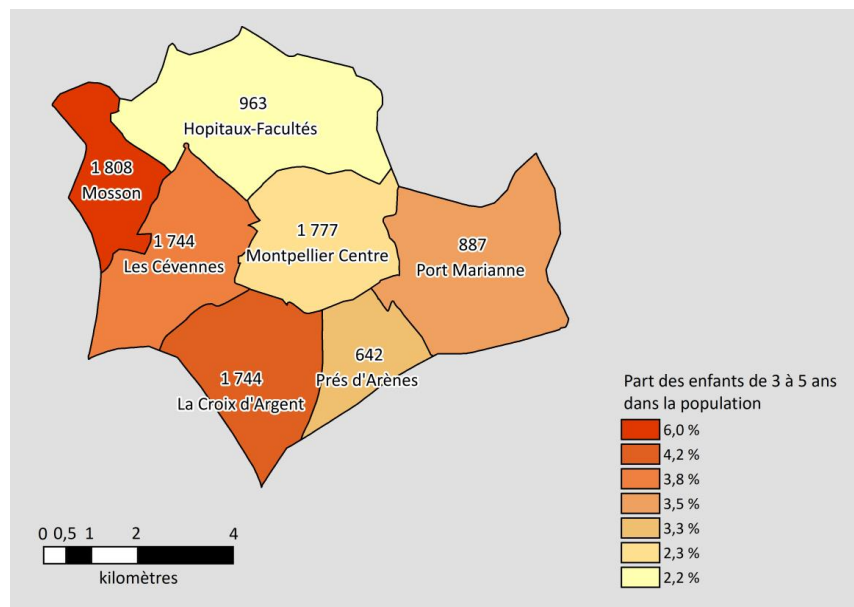 963
Hopitaux-Facultés
1 808
Mosson
1 744
Les Cévennes
1 777
Montpellier Centre
887
Port Marianne
1 744
La Croix d'Argent
642
Prés d'Arènes
Part des enfants de 3 à 5 ans
dans la population
6,0 %
4,2 %
3,8 %
3,5 %
3,3 %
2,3 %
2,2 %
0 0,5 1 2 4
kilomètres